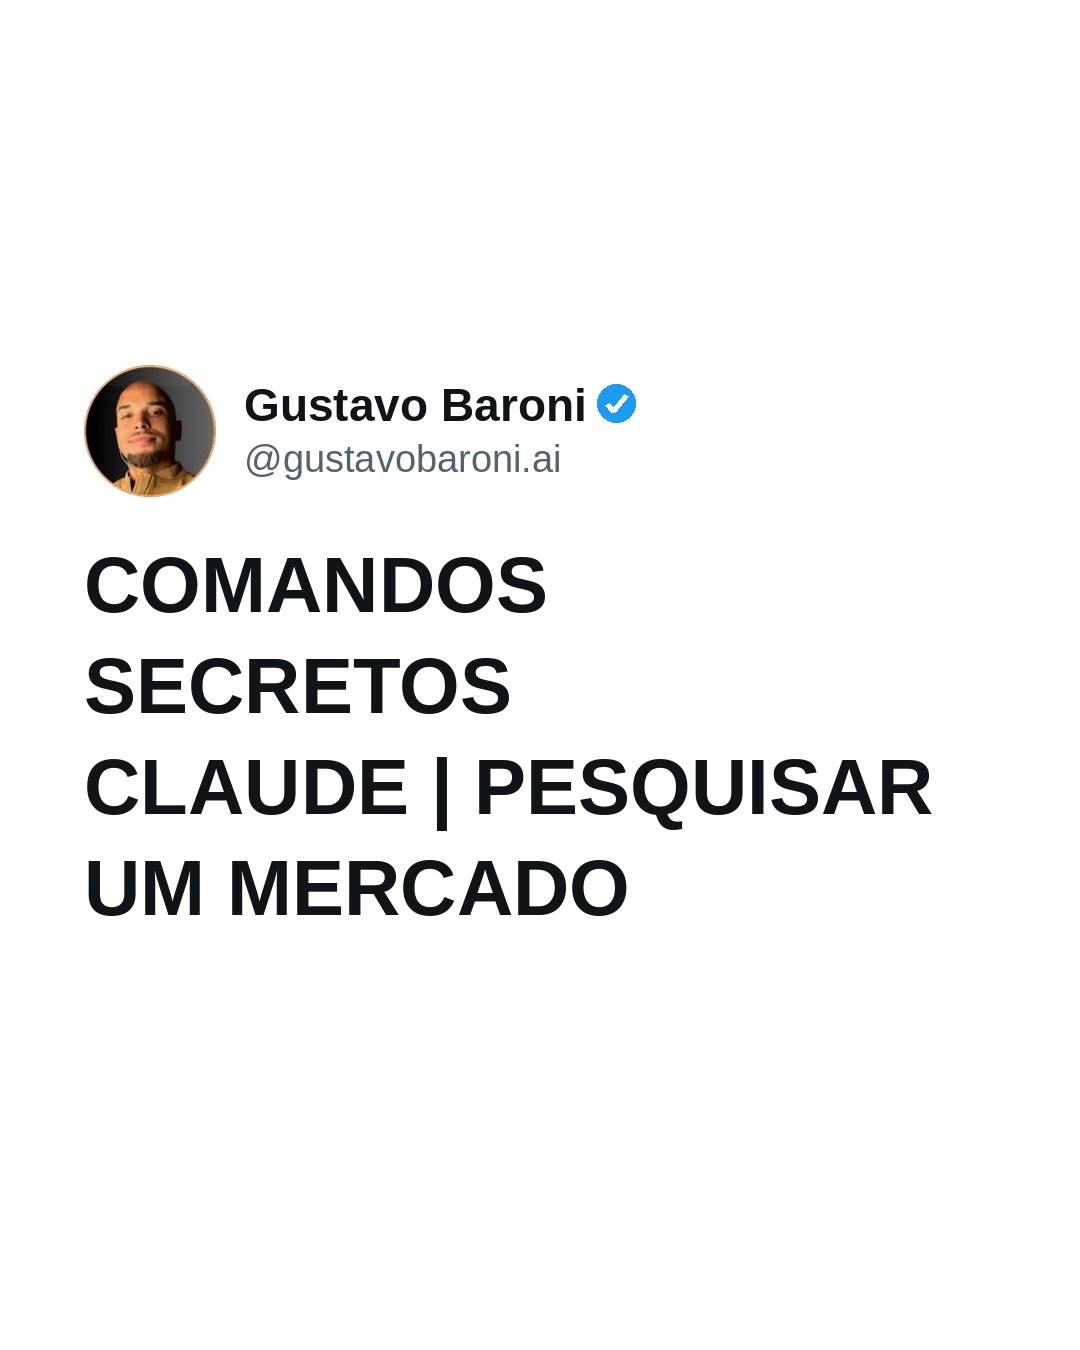 Gustavo Baroni
@gustavobaroni.ai
COMANDOS
SECRETOS
CLAUDE | PESQUISAR
UM MERCADO